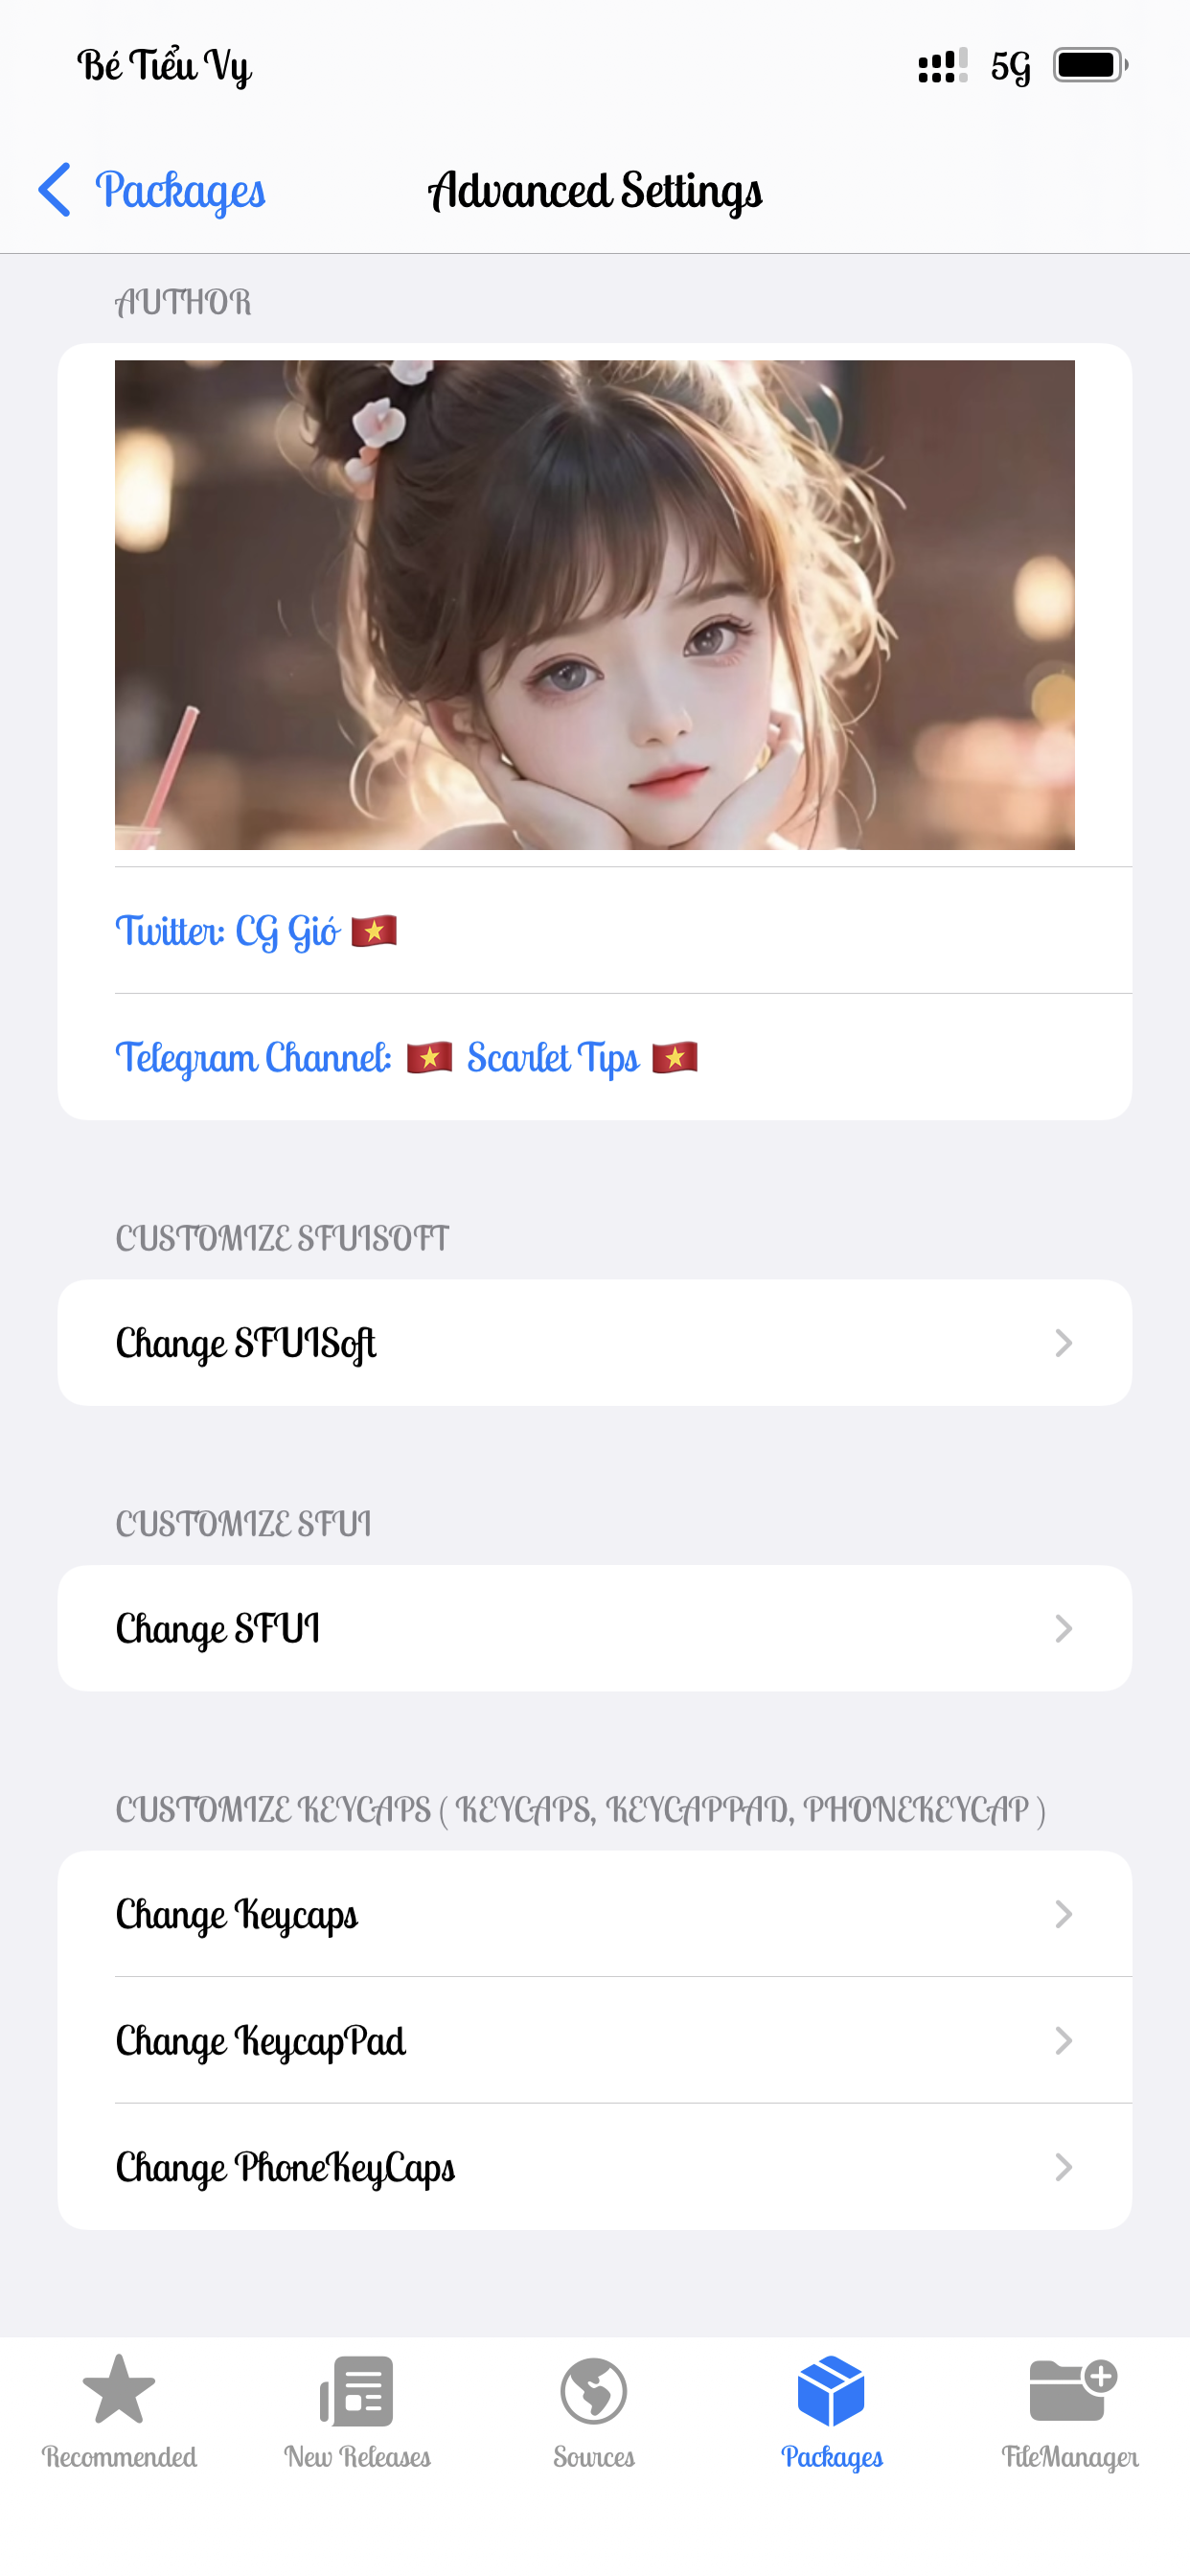 Bé Tiểu Vy 5G
Packages Advanced Settings
AUTHOR
Twitter: CG Gió 🇻🇳
Telegram Channel: 🇻🇳 Scarlet Tips 🇻🇳
CUSTOMIZE SFUISOFT
Change SFUISoft
CUSTOMIZE SFUI
Change SFUI
CUSTOMIZE KEYCAPS ( KEYCAPS, KEYCAPPAD, PHONEKEYCAP )
Change Keycaps
Change KeycapPad
Change PhoneKeyCaps
Recommended New Releases Sources Packages FileManager